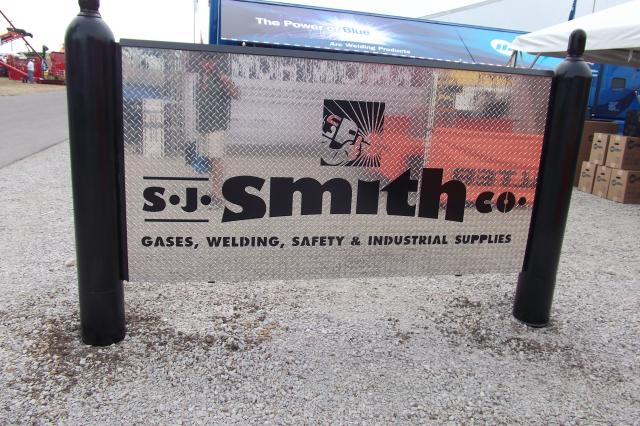 The Power of Blue
Arc Welding Products
S.J. Smith co.
GASES, WELDING, SAFETY & INDUSTRIAL SUPPLIES